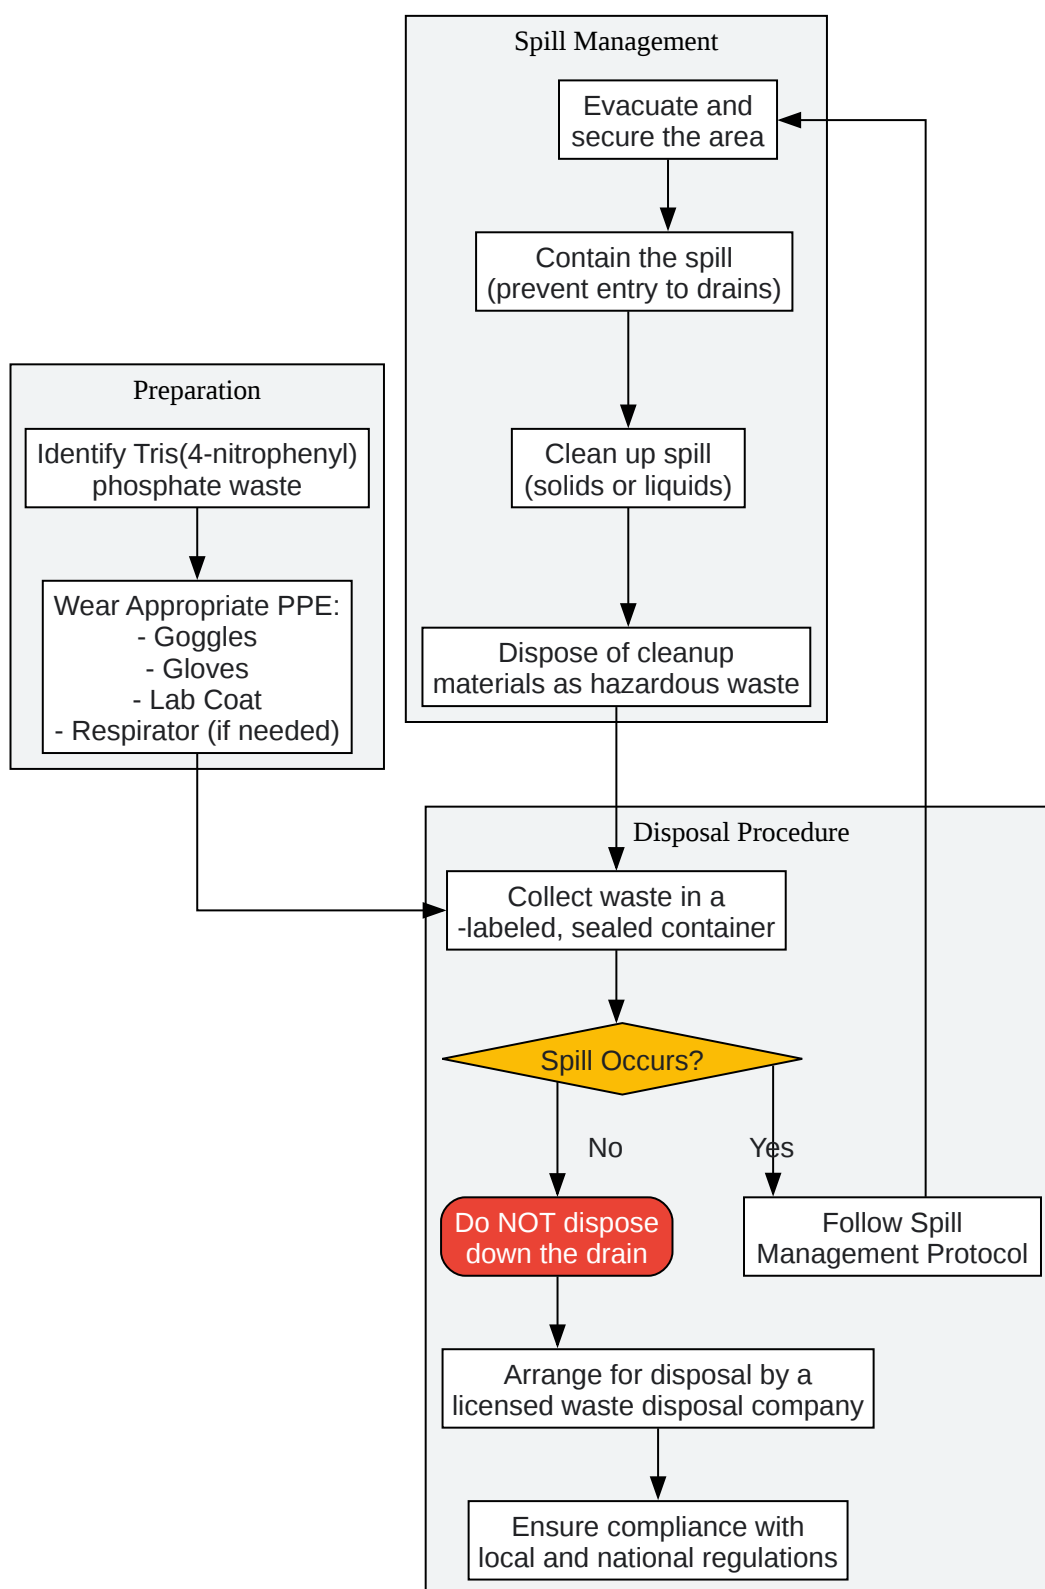 Spill Management
Evacuate and
secure the area
Contain the spill
(prevent entry to drains)
Clean up spill
(solids or liquids)
Dispose of cleanup
materials as hazardous waste
Preparation
Identify Tris(4-nitrophenyl)
phosphate waste
Wear Appropriate PPE:
- Goggles
- Gloves
- Lab Coat
- Respirator (if needed)
Disposal Procedure
Collect waste in a
-labeled, sealed container
Spill Occurs?
No
Yes
Do NOT dispose
down the drain
Follow Spill
Management Protocol
Arrange for disposal by a
licensed waste disposal company
Ensure compliance with
local and national regulations